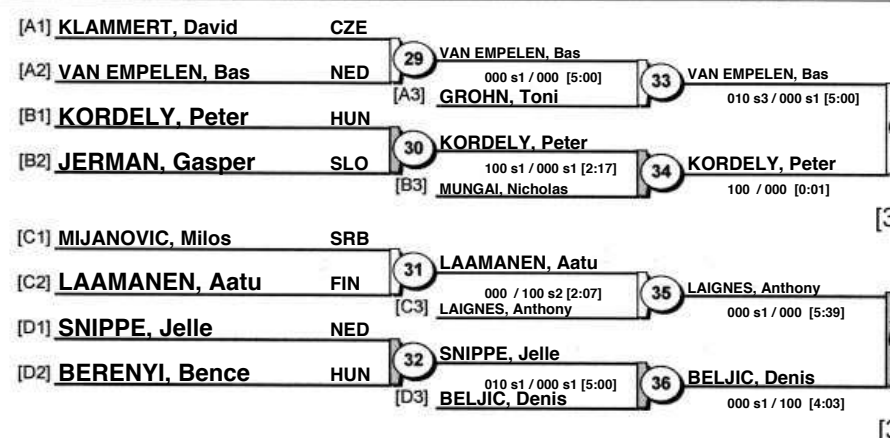 [A1] KLAMMERT, David CZE
29
VAN EMPELEN, Bas
[A2] VAN EMPELEN, Bas NED
000 s1 / 000 [5:00]
33
VAN EMPELEN, Bas
[A3] GROHN, Toni
010 s3 / 000 s1 [5:00]
[B1] KORDELY, Peter HUN
30
KORDELY, Peter
[B2] JERMAN, Gasper SLO
100 s1 / 000 s1 [2:17]
34
KORDELY, Peter
[B3] MUNGAI, Nicholas
100 / 000 [0:01]
[C1] MIJANOVIC, Milos SRB
31
LAAMANEN, Aatu
[C2] LAAMANEN, Aatu FIN
000 / 100 s2 [2:07]
35
LAIGNES, Anthony
[C3] LAIGNES, Anthony
000 s1 / 000 [5:39]
[D1] SNIPPE, Jelle NED
32
SNIPPE, Jelle
[D2] BERENYI, Bence HUN
010 s1 / 000 s1 [5:00]
36
BELJIC, Denis
[D3] BELJIC, Denis
000 s1 / 100 [4:03]